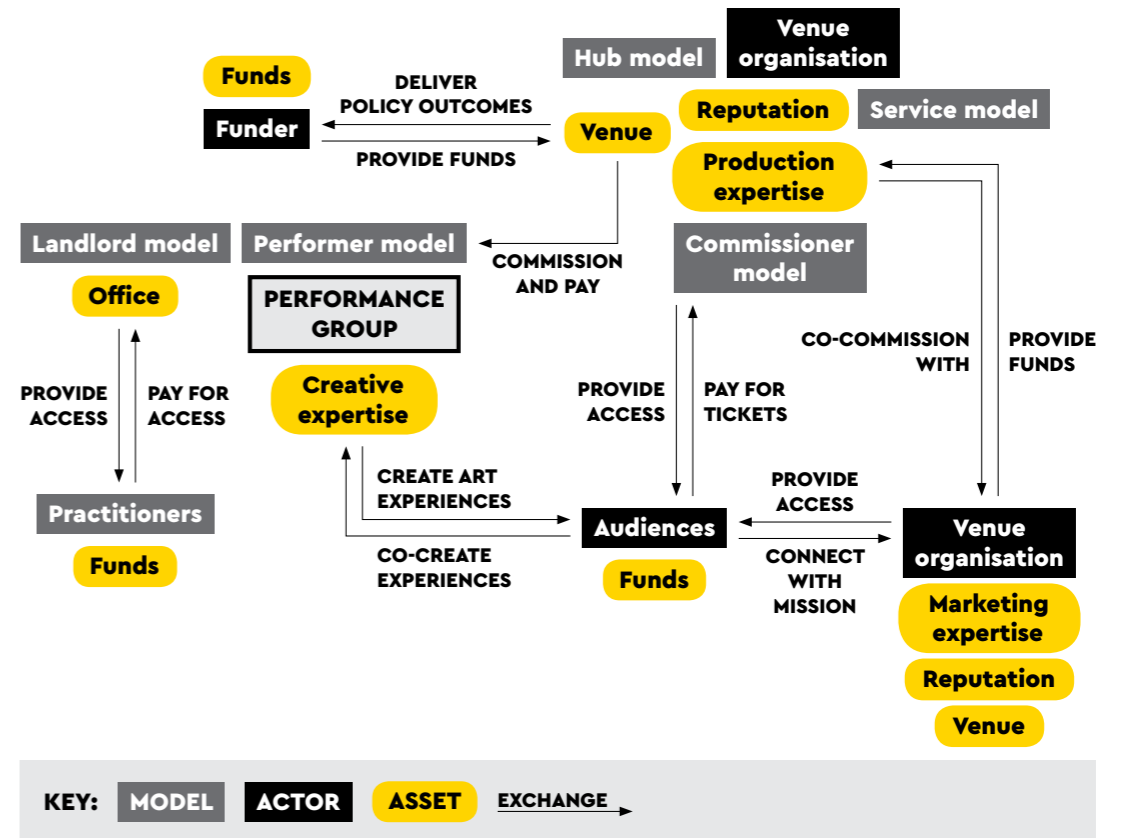 Venue
organisation
Hub model
Funds
DELIVER
POLICY OUTCOMES
Reputation
Service model
Funder
Venue
PROVIDE FUNDS
Production
expertise
Landlord model
Performer model
COMMISSION
AND PAY
Commissioner
model
Office
PERFORMANCE
GROUP
CO-COMMISSION
WITH
PROVIDE
FUNDS
PROVIDE
ACCESS
PAY FOR
ACCESS
Creative
expertise
PROVIDE
ACCESS
PAY FOR
TICKETS
CREATE ART
EXPERIENCES
PROVIDE
ACCESS
Practitioners
Audiences
Venue
organisation
Funds
CO-CREATE
EXPERIENCES
Funds
CONNECT
WITH
MISSION
Marketing
expertise
Reputation
Venue
KEY:
MODEL
ACTOR
ASSET
EXCHANGE